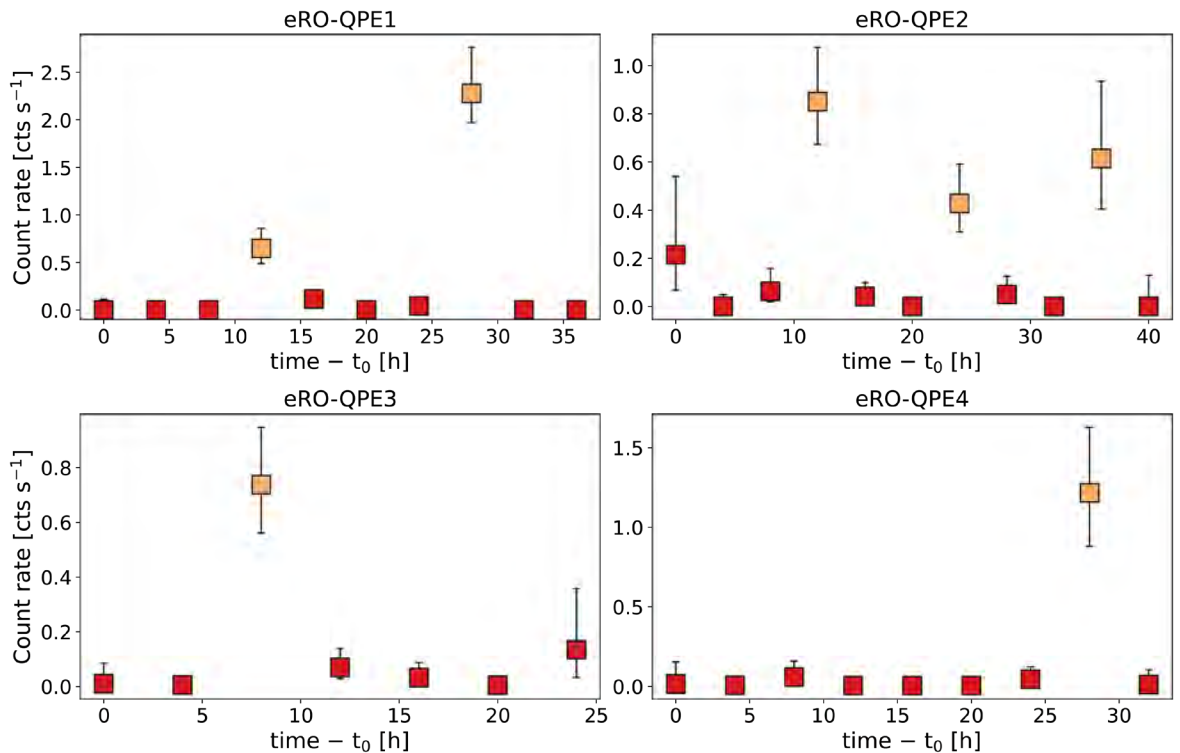 eRO-QPE1
eRO-QPE2
Count rate [cts s⁻¹]
2.5
2.0
1.5
1.0
0.5
0.0
1.0
0.8
0.6
0.4
0.2
0.0
0 5 10 15 20 25 30 35
0 10 20 30 40
time − t₀ [h]
time − t₀ [h]
eRO-QPE3
eRO-QPE4
Count rate [cts s⁻¹]
0.8
0.6
0.4
0.2
0.0
1.5
1.0
0.5
0.0
0 5 10 15 20 25
0 5 10 15 20 25 30
time − t₀ [h]
time − t₀ [h]